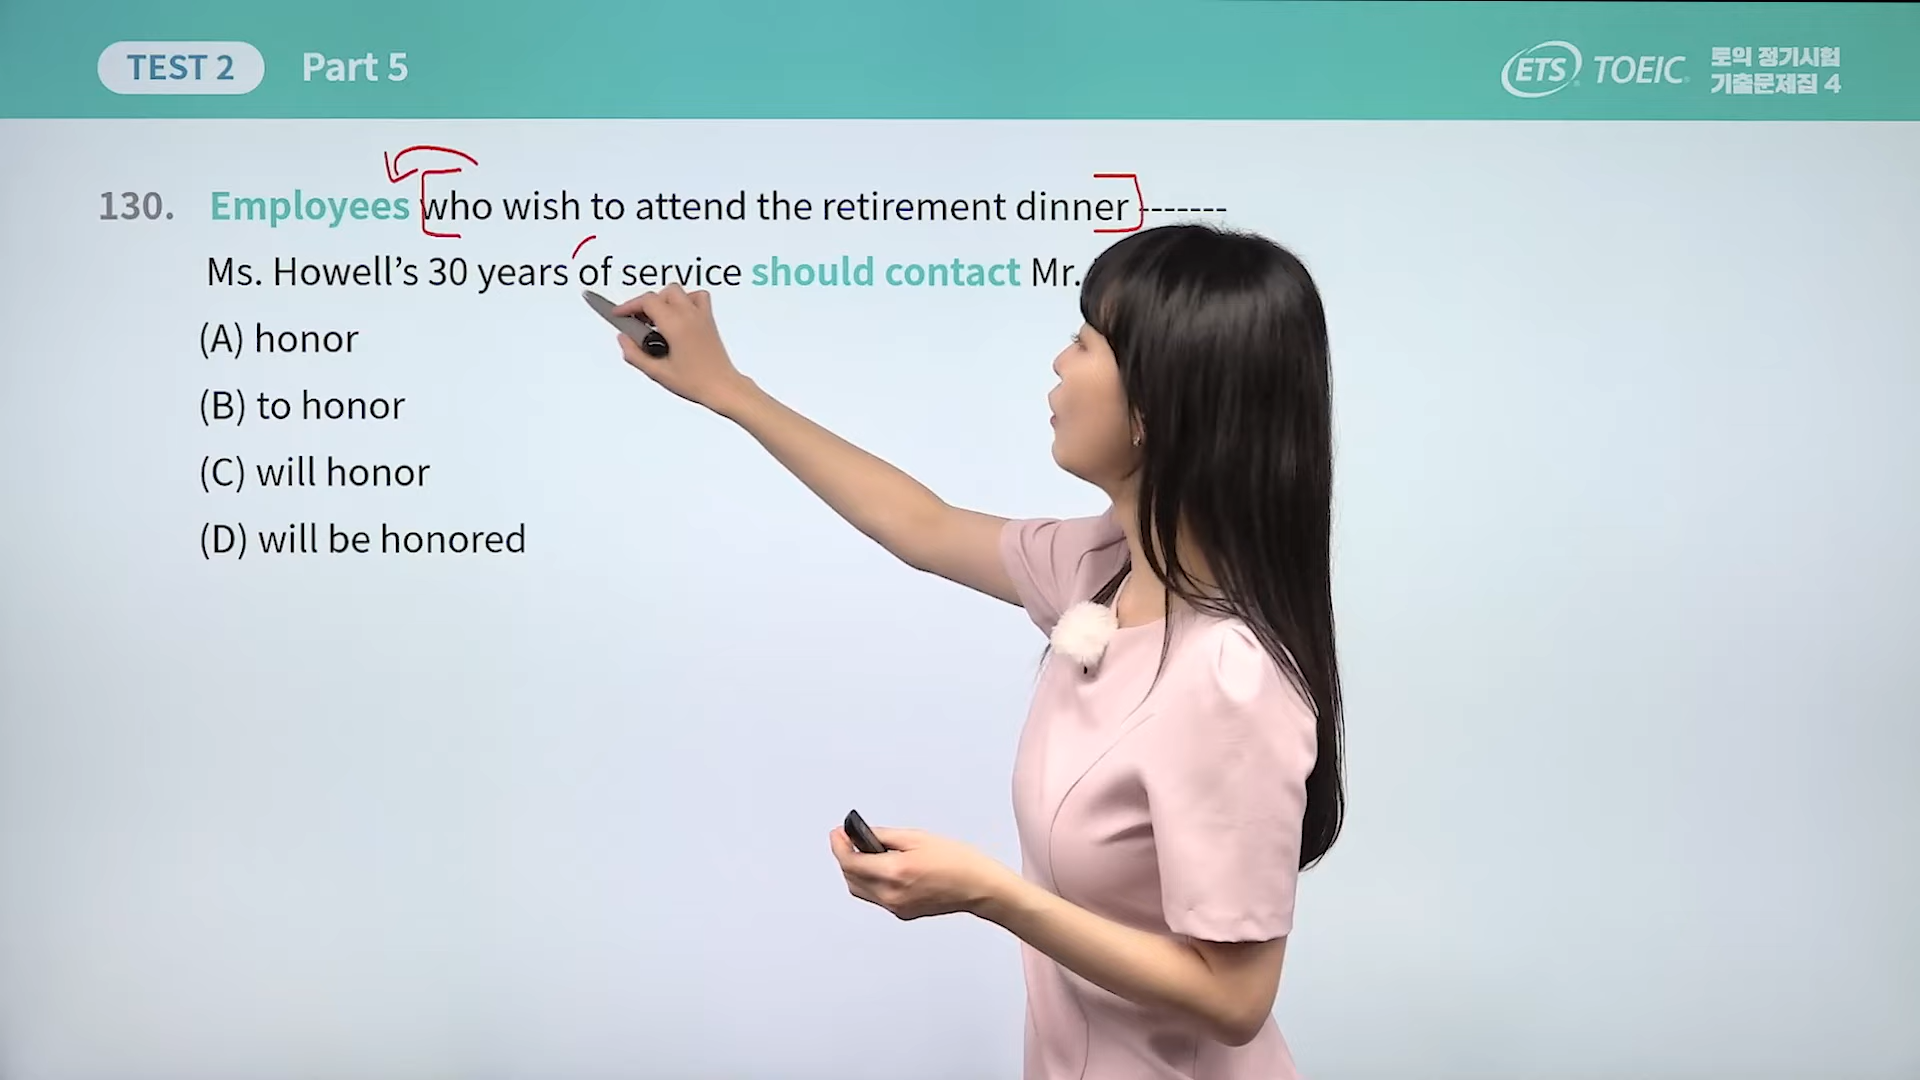 TEST 2 Part 5
ETS TOEIC 토익 정기시험
기출문제집 4
130. Employees who wish to attend the retirement dinner -------
Ms. Howell’s 30 years of service should contact Mr.
(A) honor
(B) to honor
(C) will honor
(D) will be honored